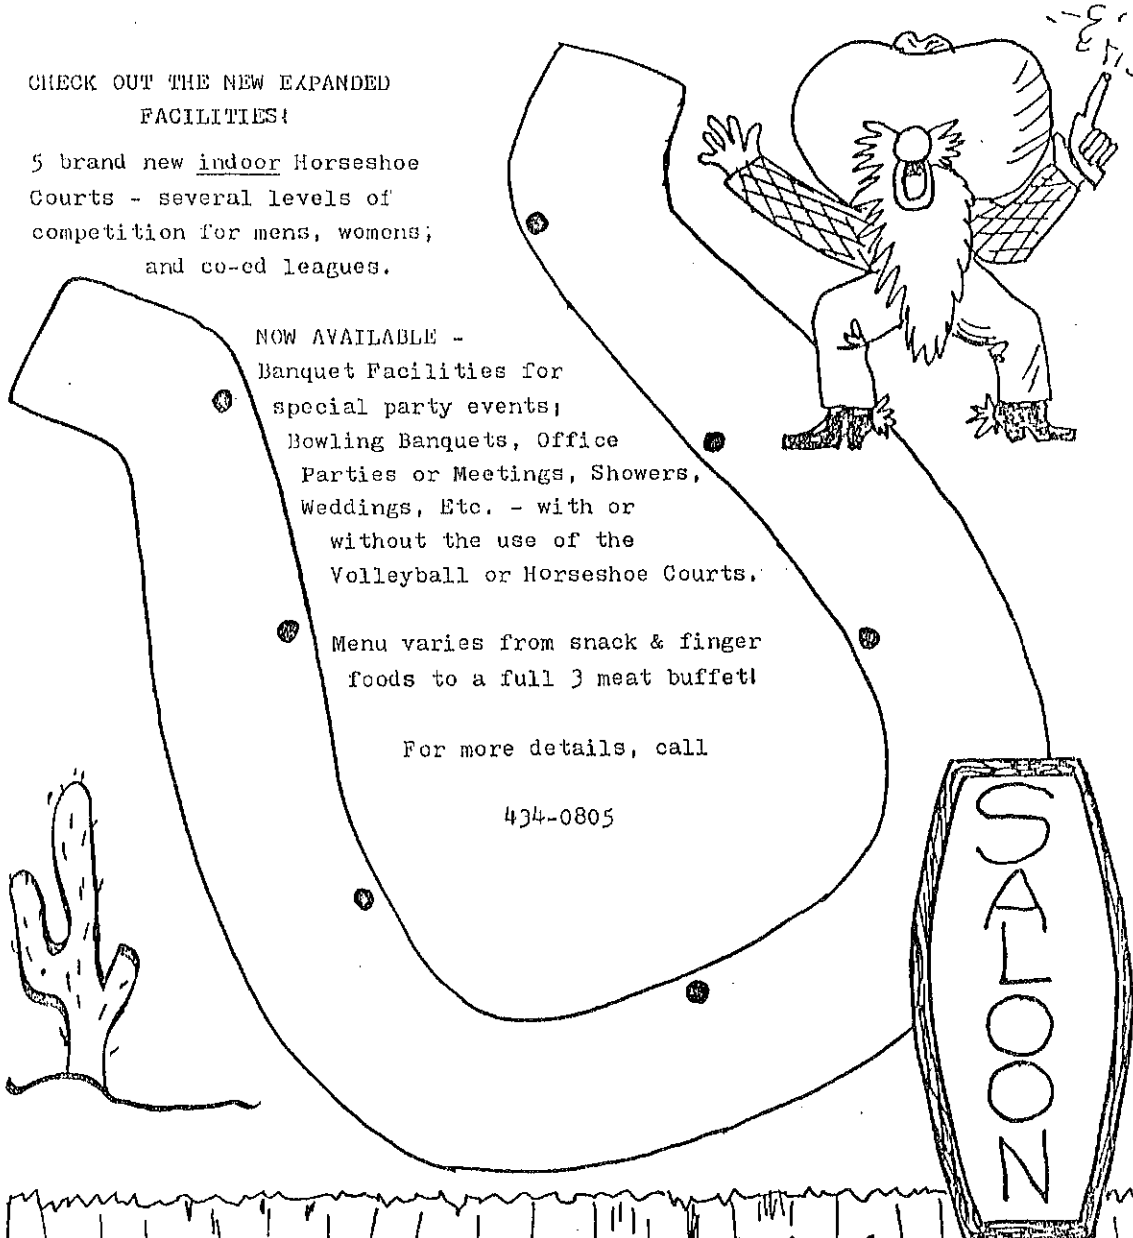 CHECK OUT THE NEW EXPANDED
FACILITIES!
5 brand new indoor Horseshoe
Courts - several levels of
competition for mens, womens,
and co-ed leagues.
NOW AVAILABLE -
Banquet Facilities for
special party events;
Bowling Banquets, Office
Parties or Meetings, Showers,
Weddings, Etc. - with or
without the use of the
Volleyball or Horseshoe Courts.
Menu varies from snack & finger
foods to a full 3 meat buffet!
For more details, call
434-0805
SALOON